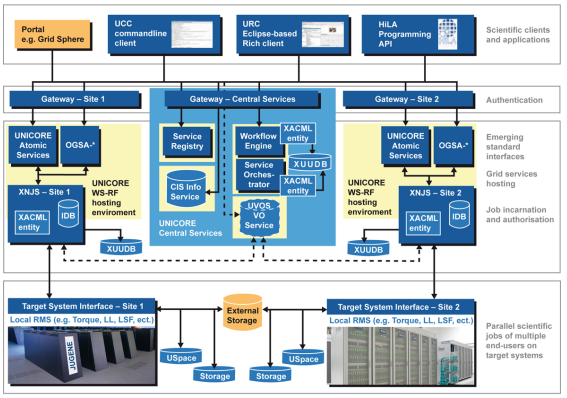 Portal
e.g. Grid Sphere
UCC
commandline
client
URC
Eclipse-based
Rich client
HiLA
Programming
API
Scientific clients
and applications
Gateway – Site 1
Gateway – Central Services
Gateway – Site 2
Authentication
UNICORE
Atomic
Services
OGSA-*
Service
Registry
Workflow
Engine
XACML
entity
UNICORE
Atomic
Services
OGSA-*
Emerging
standard
interfaces
XUUDB
Service
Orches-
trator
XACML
entity
Grid services
hosting
CIS Info
Service
XNJS – Site 1
UNICORE
WS-RF
hosting
enviroment
XNJS – Site 2
UNICORE
WS-RF
hosting
enviroment
IDB
XACML
entity
UVOS
VO
Service
IDB
XACML
entity
Job incarnation
and authorisation
UNICORE
Central Services
XUUDB
XUUDB
Target System Interface – Site 1
Local RMS (e.g. Torque, LL, LSF, ect.)
External
Storage
Target System Interface – Site 2
Local RMS (e.g. Torque, LL, LSF, ect.)
JUGENE
USpace
Storage
USpace
Storage
Parallel scientific
jobs of multiple
end-users on
target systems